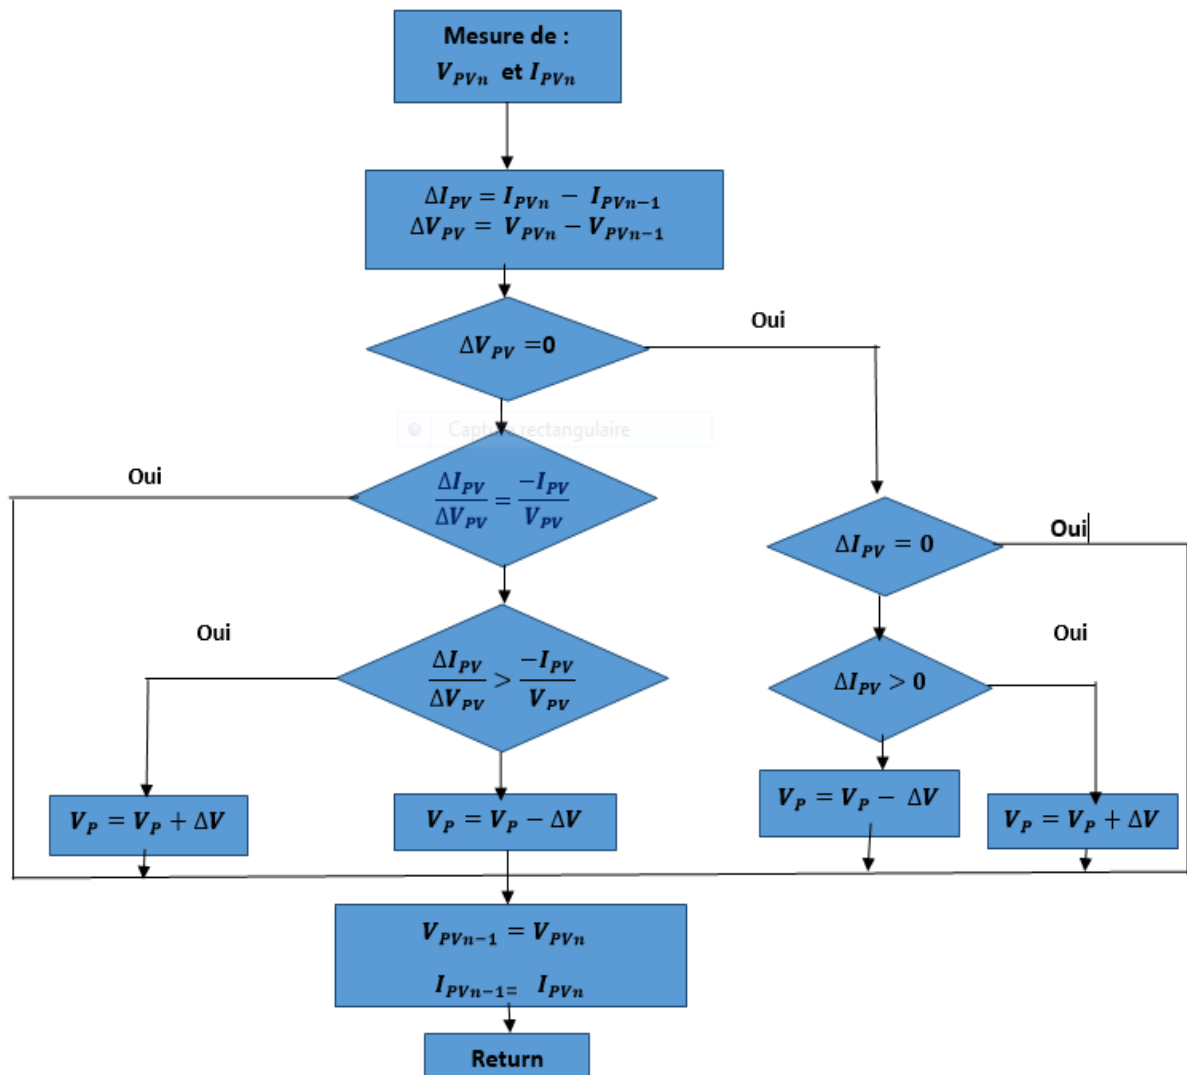 Mesure de :
V_PVn et I_PVn
ΔI_PV = I_PVn − I_PVn−1
ΔV_PV = V_PVn − V_PVn−1
Oui
ΔV_PV =0
Capture rectangulaire
Oui
ΔI_PV/ΔV_PV = −I_PV/V_PV
Oui
ΔI_PV = 0
Oui
ΔI_PV/ΔV_PV > −I_PV/V_PV
Oui
ΔI_PV > 0
V_P = V_P + ΔV
V_P = V_P − ΔV
V_P = V_P − ΔV
V_P = V_P + ΔV
V_PVn−1 = V_PVn
I_PVn−1= I_PVn
Return